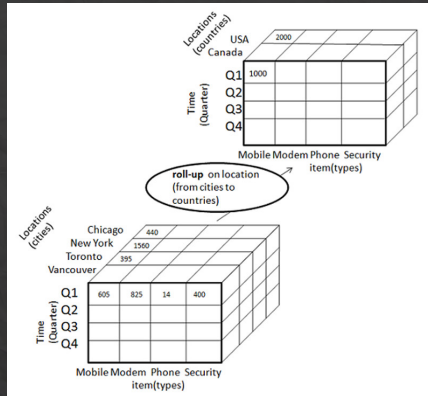 Locations
(countries)
USA
Canada
2000
Time
(Quarter)
Q1
Q2
Q3
Q4
1000
Mobile Modem Phone Security
item(types)
roll-up on location
(from cities to
countries)
Locations
(cities)
Chicago
New York
Toronto
Vancouver
440
1560
395
Time
(Quarter)
Q1
Q2
Q3
Q4
605 825 14 400
Mobile Modem Phone Security
item(types)